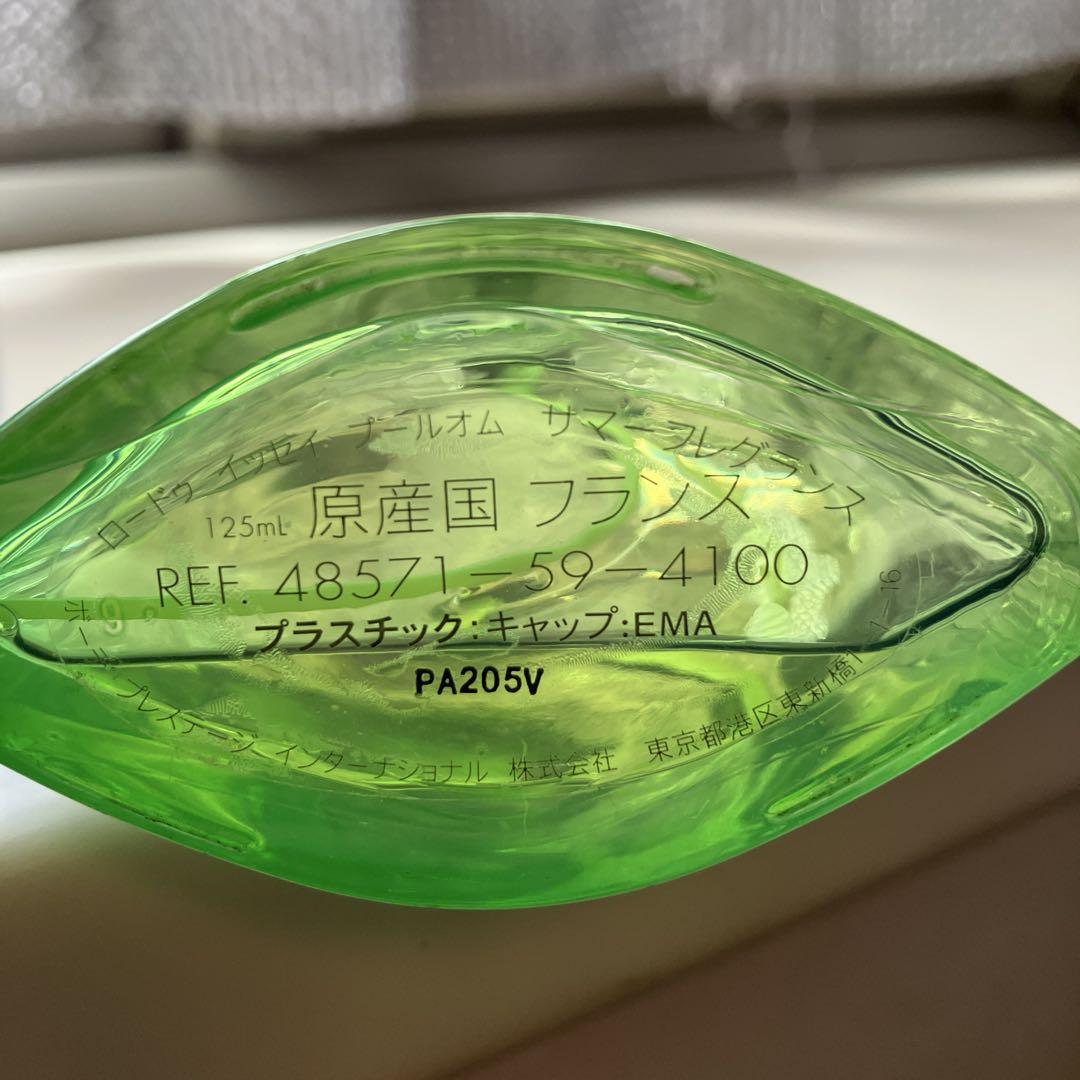 ロードゥ イッセイ プールオム サマーフレグランス
125mL 原産国 フランス
REF. 48571-59-4100
プラスチック:キャップ:EMA
PA205V
ボーテ プレステージ インターナショナル 株式会社 東京都港区東新橋1 -16